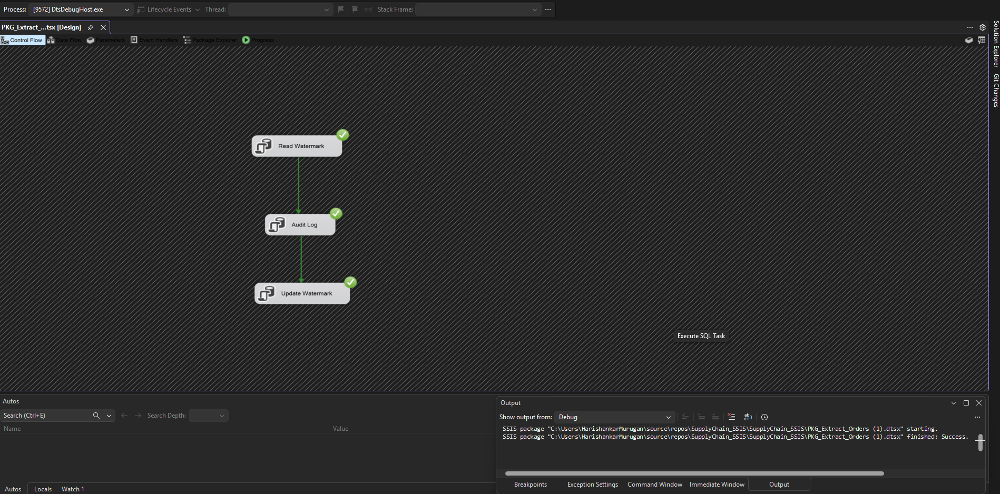 Process: [9572] DtsDebugHost.exe Lifecycle Events Thread: Stack Frame:
PKG_Extract_...tsx [Design]
Control Flow Data Flow Parameters Event Handlers Package Explorer Progress
Solution Explorer
Git Changes
Read Watermark
Audit Log
Update Watermark
Execute SQL Task
Autos
Search (Ctrl+E) Search Depth:
Name Value
Autos Locals Watch 1
Output
Show output from: Debug
SSIS package "C:\Users\HarishankarMurugan\source\repos\SupplyChain_SSIS\SupplyChain_SSIS\PKG_Extract_Orders (1).dtsx" starting.
SSIS package "C:\Users\HarishankarMurugan\source\repos\SupplyChain_SSIS\SupplyChain_SSIS\PKG_Extract_Orders (1).dtsx" finished: Success.
Breakpoints Exception Settings Command Window Immediate Window Output